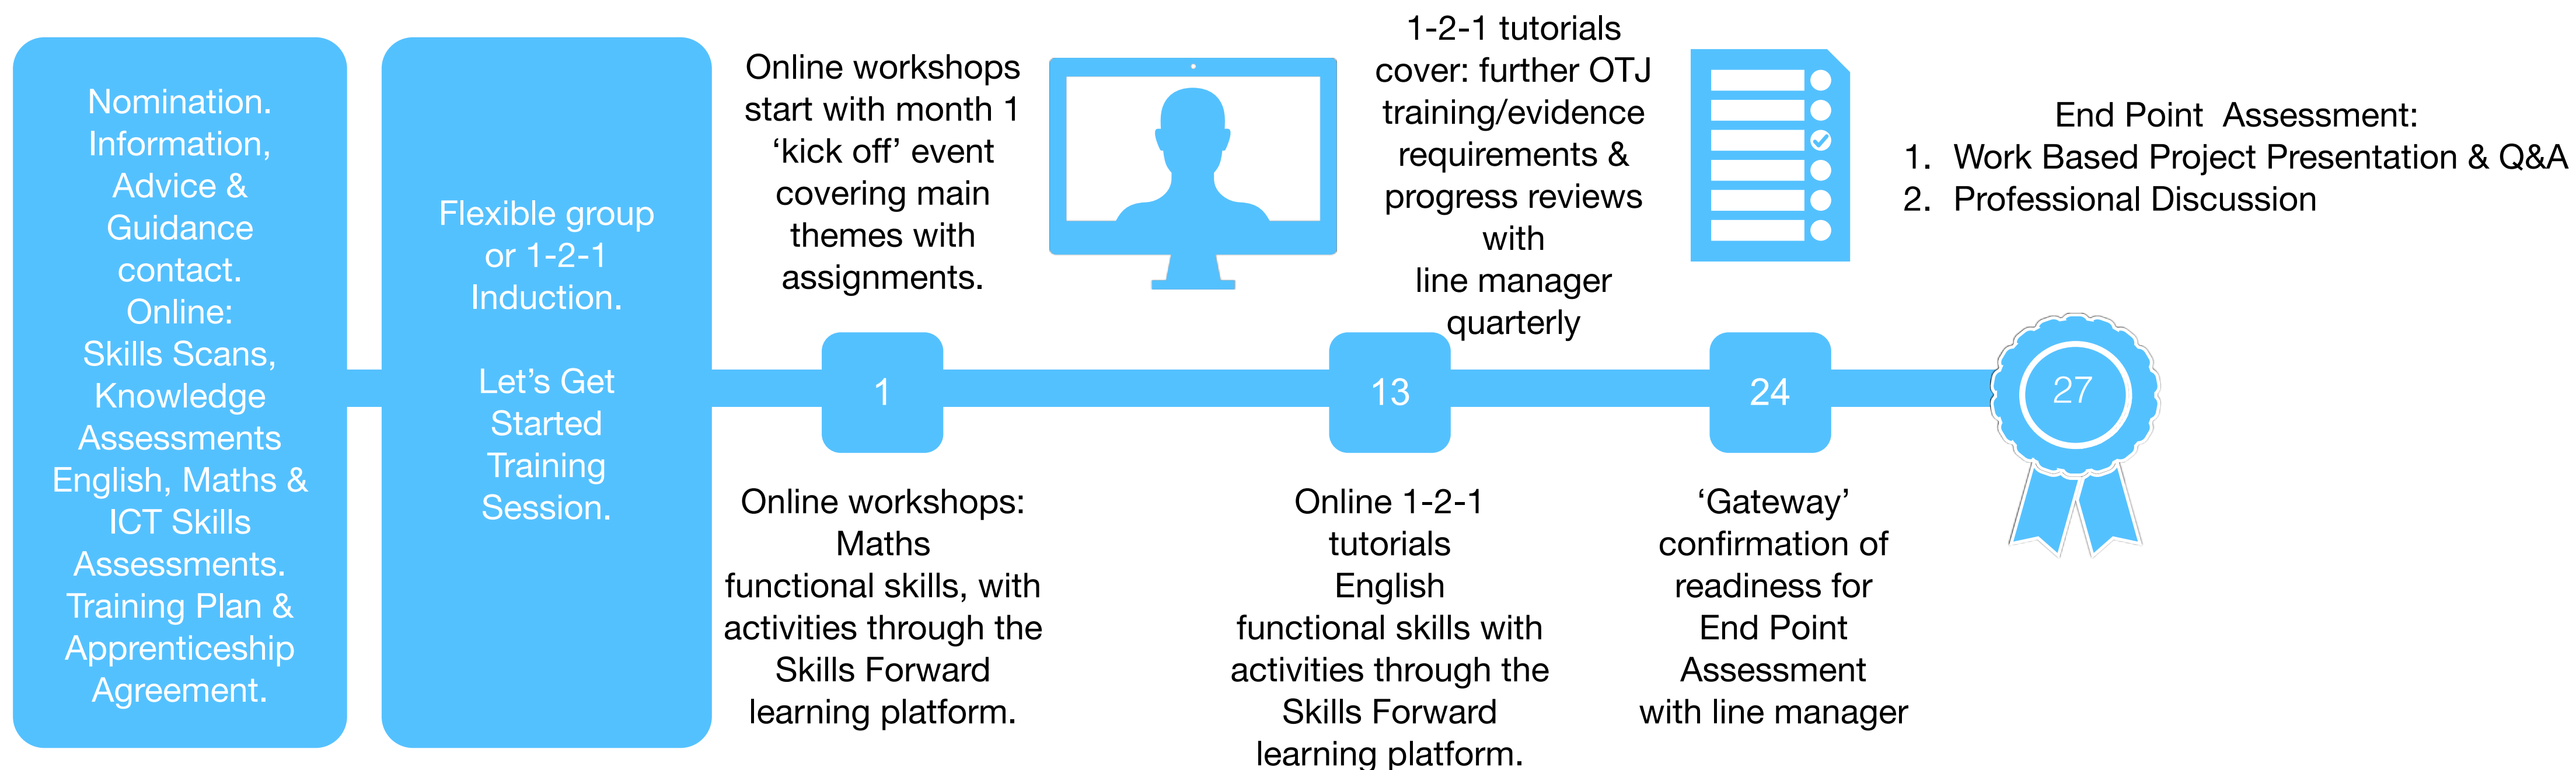 Nomination.
Information,
Advice &
Guidance
contact.
Online:
Skills Scans,
Knowledge
Assessments
English, Maths &
ICT Skills
Assessments.
Training Plan &
Apprenticeship
Agreement.
Flexible group
or 1-2-1
Induction.
Let’s Get
Started
Training
Session.
Online workshops
start with month 1
‘kick off’ event
covering main
themes with
assignments.
1
Online workshops:
Maths
functional skills, with
activities through the
Skills Forward
learning platform.
1-2-1 tutorials
cover: further OTJ
training/evidence
requirements &
progress reviews
with
line manager
quarterly
13
Online 1-2-1
tutorials
English
functional skills with
activities through the
Skills Forward
learning platform.
24
‘Gateway’
confirmation of
readiness for
End Point
Assessment
with line manager
End Point  Assessment:
1. Work Based Project Presentation & Q&A
2. Professional Discussion
27